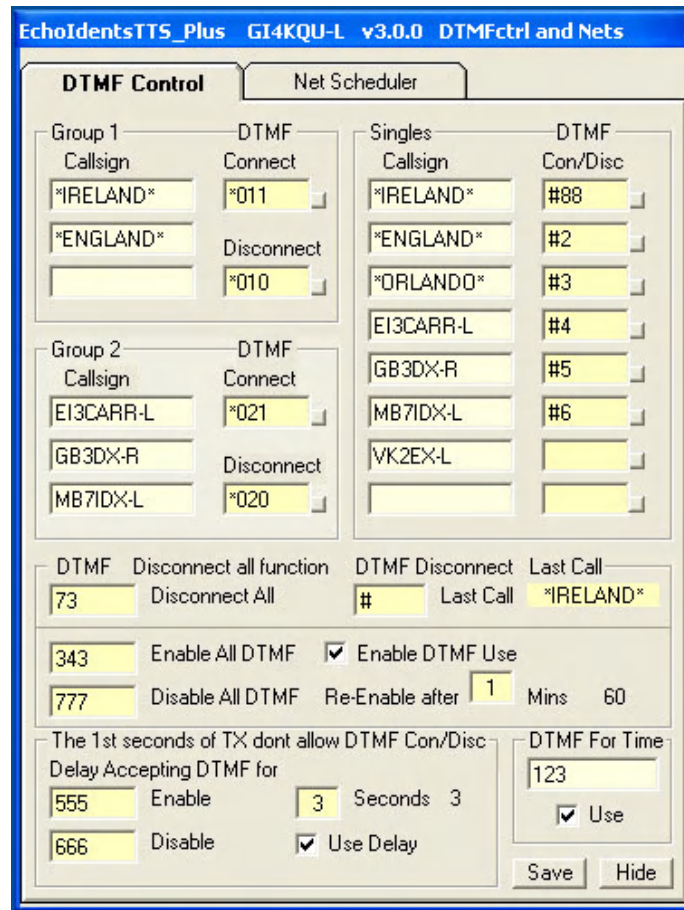 EchoIdentsTTS_Plus GI4KQU-L v3.0.0 DTMFctrl and Nets
DTMF Control Net Scheduler
Group 1 DTMF
Callsign Connect
*IRELAND* *011
*ENGLAND* Disconnect
*010
Group 2 DTMF
Callsign Connect
EI3CARR-L *021
GB3DX-R Disconnect
MB7IDX-L *020
Singles DTMF
Callsign Con/Disc
*IRELAND* #88
*ENGLAND* #2
*ORLANDO* #3
EI3CARR-L #4
GB3DX-R #5
MB7IDX-L #6
VK2EX-L
DTMF Disconnect all function DTMF Disconnect Last Call
73 Disconnect All # Last Call *IRELAND*
343 Enable All DTMF Enable DTMF Use
777 Disable All DTMF Re-Enable after 1 Mins 60
The 1st seconds of TX dont allow DTMF Con/Disc
Delay Accepting DTMF for
555 Enable 3 Seconds 3
666 Disable Use Delay
DTMF For Time
123
Use
Save Hide